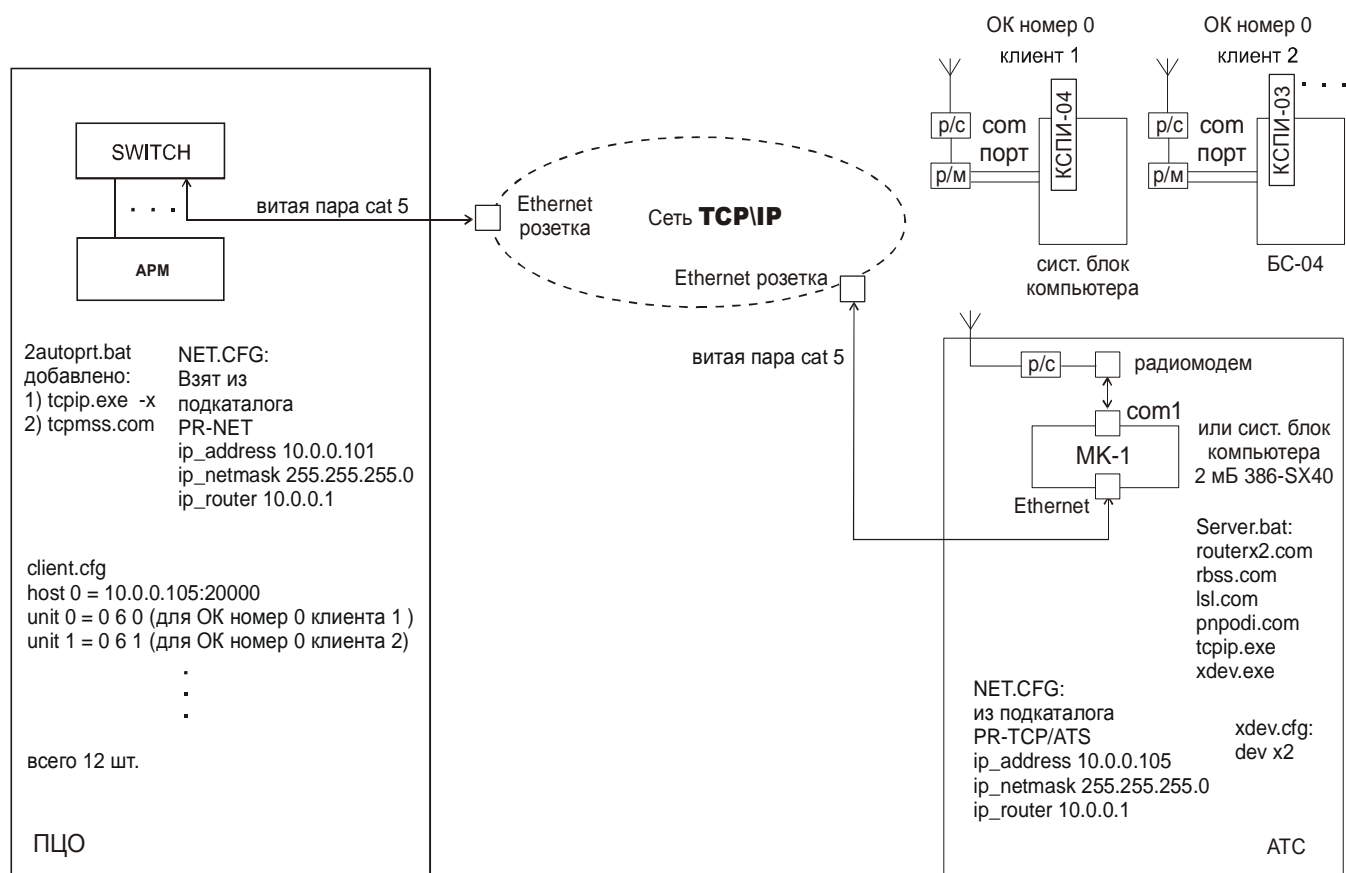 ОК номер 0
клиент 1
ОК номер 0
клиент 2
. . .
КСПИ-04
КСПИ-03
р/с
com
порт
р/м
р/с
com
порт
р/м
сист. блок
компьютера
БС-04
SWITCH
. . .
АРМ
витая пара cat 5
Ethernet
розетка
Сеть TCP\IP
Ethernet розетка
витая пара cat 5
2autoprt.bat
добавлено:
1) tcpip.exe -x
2) tcpmss.com
NET.CFG:
Взят из
подкаталога
PR-NET
ip_address 10.0.0.101
ip_netmask 255.255.255.0
ip_router 10.0.0.1
client.cfg
host 0 = 10.0.0.105:20000
unit 0 = 0 6 0 (для ОК номер 0 клиента 1 )
unit 1 = 0 6 1 (для ОК номер 0 клиента 2)
.
.
.
всего 12 шт.
ПЦО
р/с
радиомодем
com1
МК-1
Ethernet
или сист. блок
компьютера
2 мБ 386-SX40
Server.bat:
routerx2.com
rbss.com
lsl.com
pnpodi.com
tcpip.exe
xdev.exe
NET.CFG:
из подкаталога
PR-TCP/ATS
ip_address 10.0.0.105
ip_netmask 255.255.255.0
ip_router 10.0.0.1
xdev.cfg:
dev x2
АТС